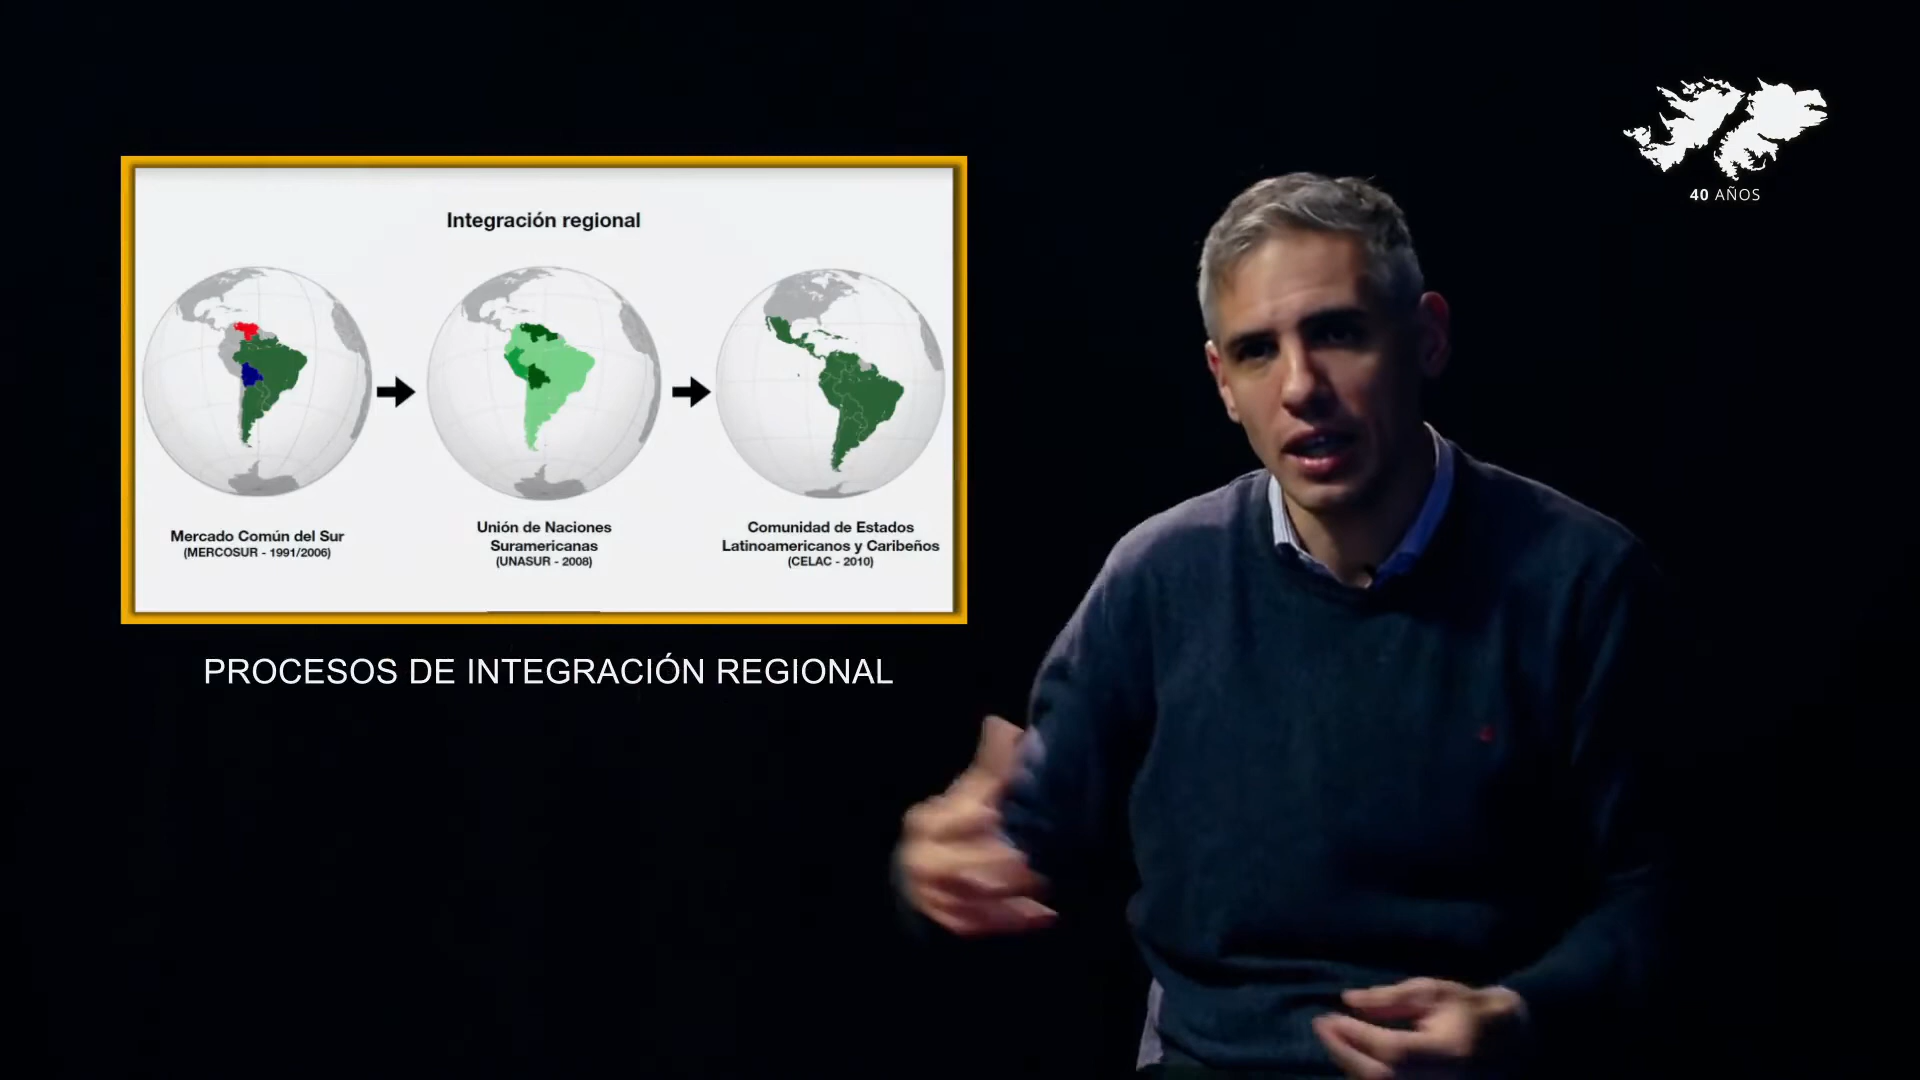 40 AÑOS
Integración regional
Mercado Común del Sur
(MERCOSUR - 1991/2006)
Unión de Naciones
Suramericanas
(UNASUR - 2008)
Comunidad de Estados
Latinoamericanos y Caribeños
(CELAC - 2010)
PROCESOS DE INTEGRACIÓN REGIONAL